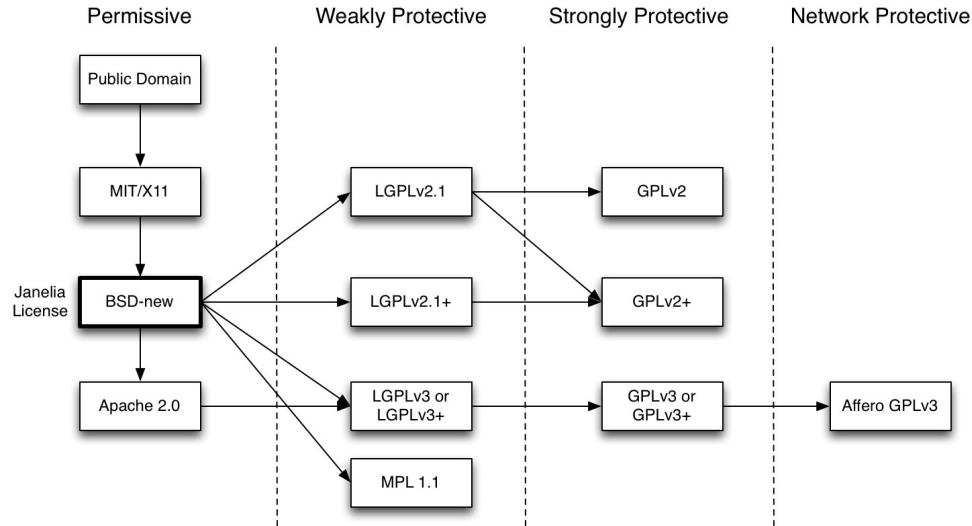 Permissive
Weakly Protective
Strongly Protective
Network Protective
Public Domain
MIT/X11
LGPLv2.1
GPLv2
Janelia
License
BSD-new
LGPLv2.1+
GPLv2+
Apache 2.0
LGPLv3 or
LGPLv3+
GPLv3 or
GPLv3+
Affero GPLv3
MPL 1.1